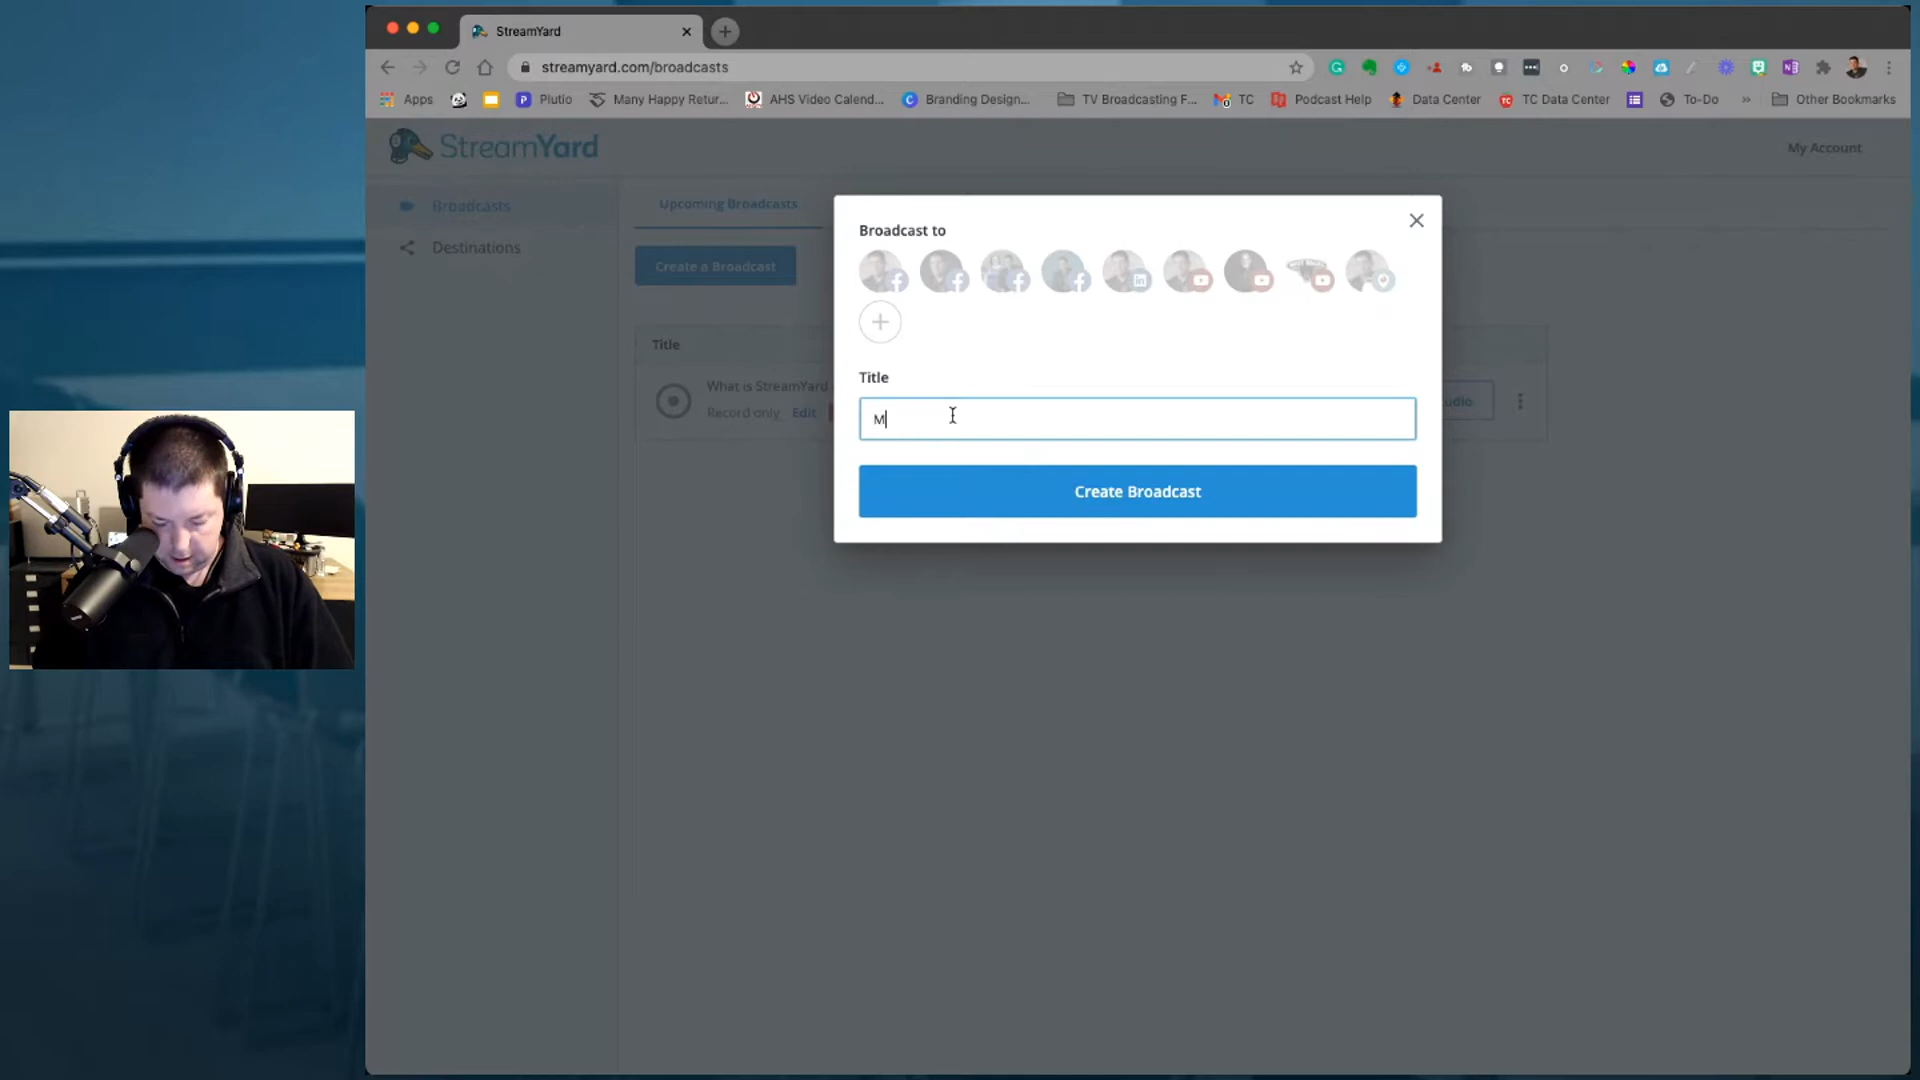 StreamYard
streamyard.com/broadcasts
Apps Plutio Many Happy Retur... AHS Video Calend... Branding Design... TV Broadcasting F... TC Podcast Help Data Center TC Data Center To-Do » Other Bookmarks
StreamYard My Account
Broadcasts
Destinations
Upcoming Broadcasts
Create a Broadcast
Title
What is StreamYard
Record only Edit
Broadcast to
Title
M
Create Broadcast